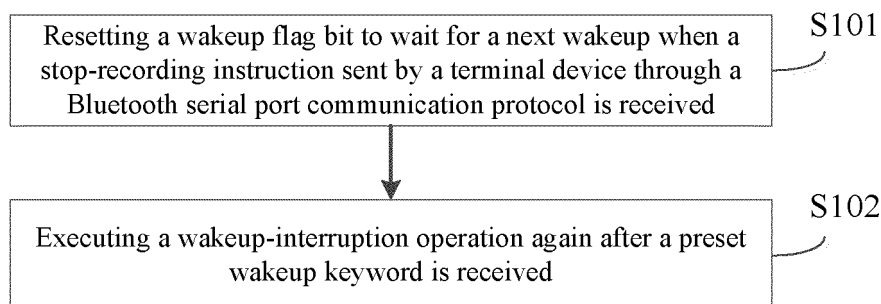 Resetting a wakeup flag bit to wait for a next wakeup when a
stop-recording instruction sent by a terminal device through a
Bluetooth serial port communication protocol is received
S101
Executing a wakeup-interruption operation again after a preset
wakeup keyword is received
S102